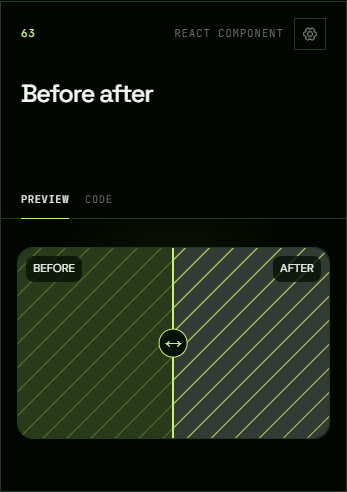 63
REACT COMPONENT
Before after
PREVIEW
CODE
BEFORE
AFTER